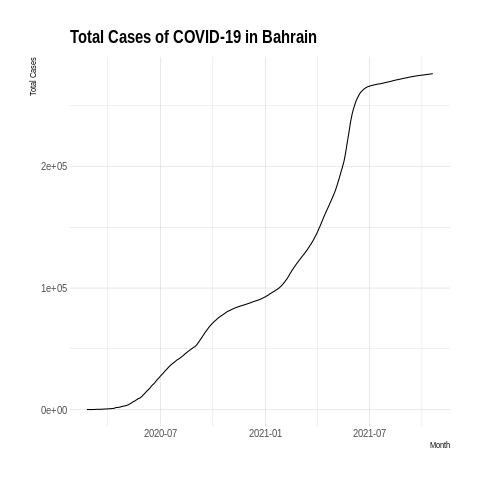 Total Cases of COVID-19 in Bahrain
Total Cases
2e+05
1e+05
0e+00
2020-07 2021-01 2021-07
Month